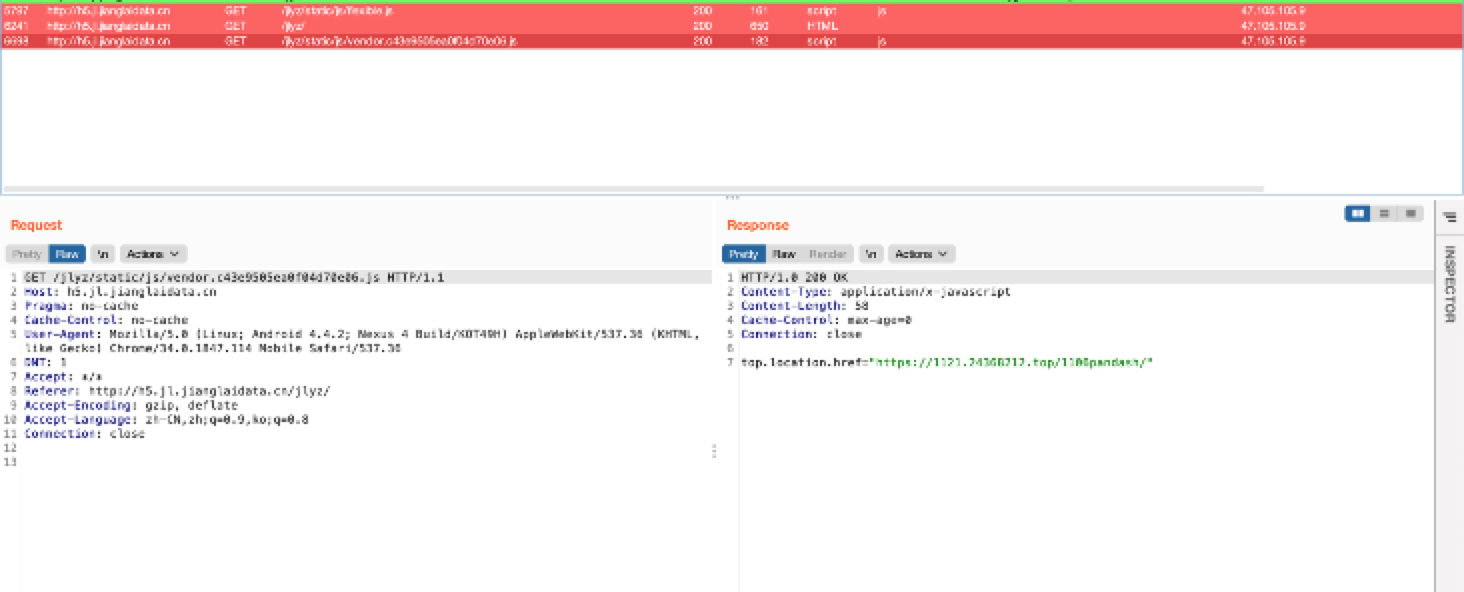 5797 http://h5.jl.jianglaidata.cn GET /jlyz/static/js/flexible.js 200 161 script js 47.105.105.9
6241 http://h5.jl.jianglaidata.cn GET /jlyz/ 200 650 HTML 47.105.105.9
6698 http://h5.jl.jianglaidata.cn GET /jlyz/static/js/vendor.c43e9505ea0f04d70e06.js 200 182 script js 47.105.105.9
Request
Pretty Raw \n Actions
1 GET /jlyz/static/js/vendor.c43e9505ea0f04d70e06.js HTTP/1.1
2 Host: h5.jl.jianglaidata.cn
3 Pragma: no-cache
4 Cache-Control: no-cache
5 User-Agent: Mozilla/5.0 (Linux; Android 4.4.2; Nexus 4 Build/KOT49H) AppleWebKit/537.36 (KHTML,
like Gecko) Chrome/34.0.1847.114 Mobile Safari/537.36
6 DNT: 1
7 Accept: */*
8 Referer: http://h5.jl.jianglaidata.cn/jlyz/
9 Accept-Encoding: gzip, deflate
10 Accept-Language: zh-CN,zh;q=0.9,ko;q=0.8
11 Connection: close
12
13
Response
Pretty Raw Render \n Actions
1 HTTP/1.0 200 OK
2 Content-Type: application/x-javascript
3 Content-Length: 58
4 Cache-Control: max-age=0
5 Connection: close
6
7 top.location.href="https://1121.24368212.top/1106pandash/"
INSPECTOR